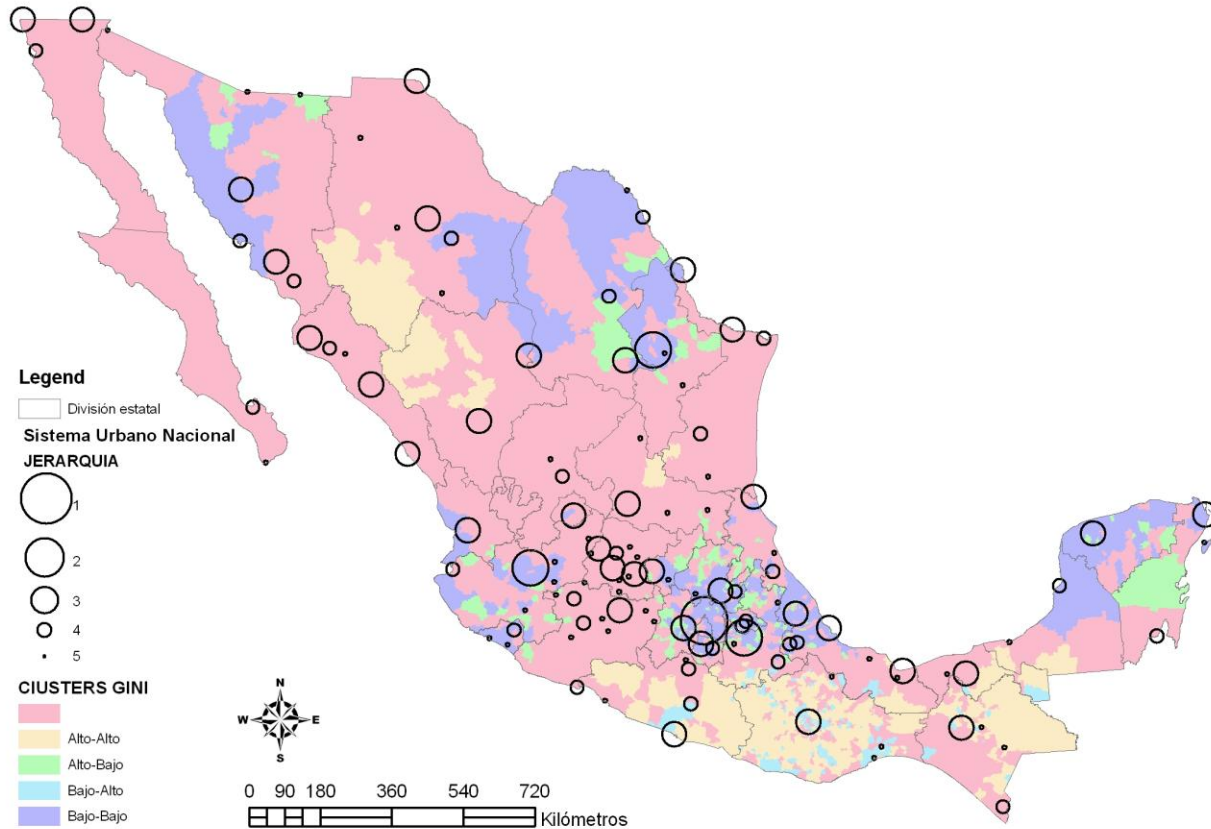 Legend
División estatal
Sistema Urbano Nacional
JERARQUIA
1
2
3
4
5
ClUSTERS GINI
Alto-Alto
Alto-Bajo
Bajo-Alto
Bajo-Bajo
N
W E
S
0 90 180 360 540 720
Kilómetros